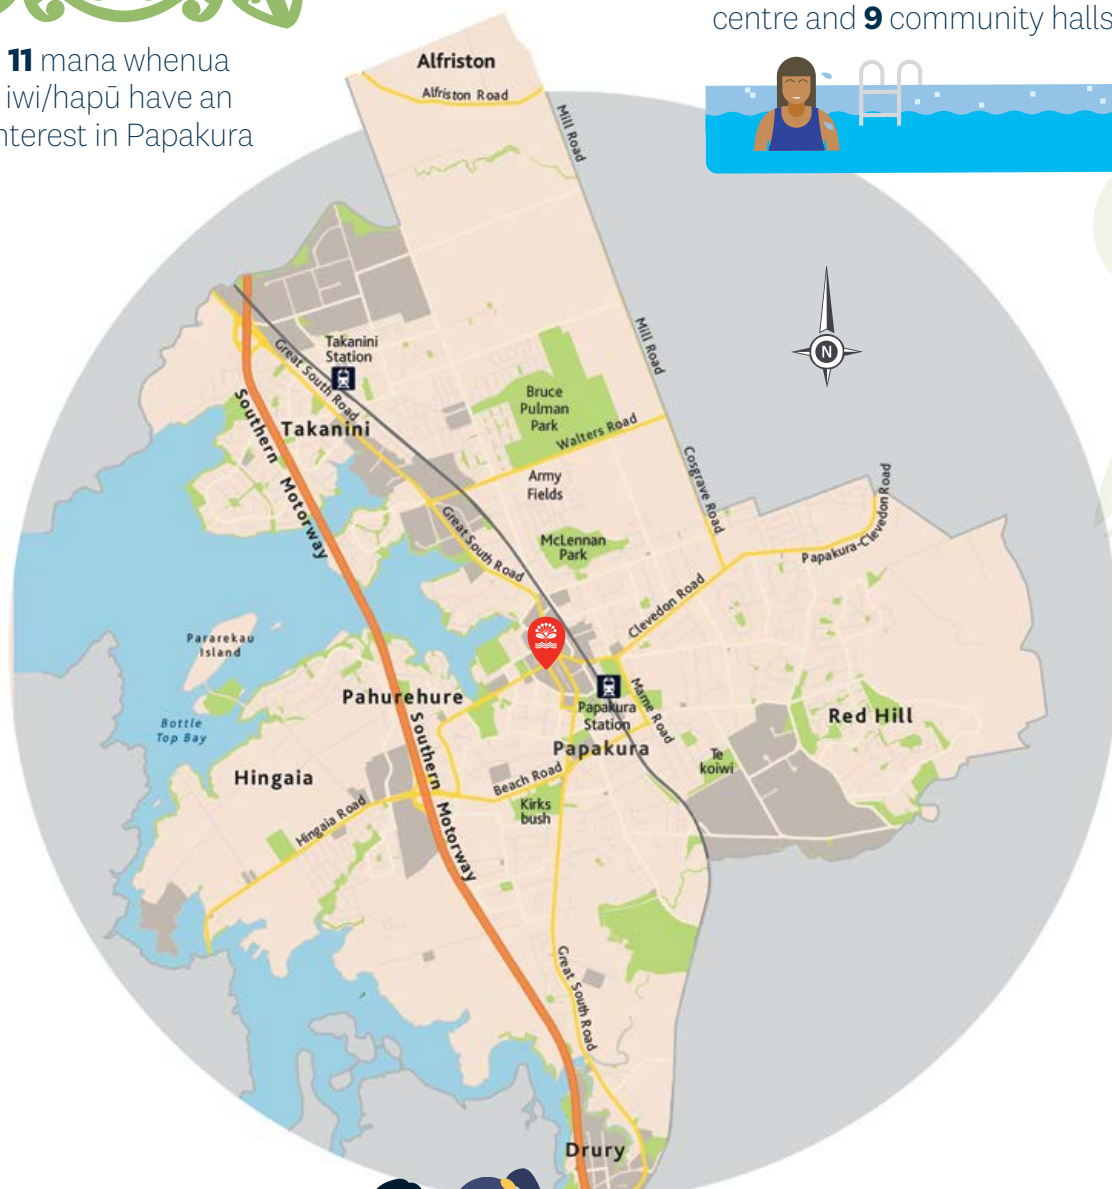 centre and 9 community halls
11 mana whenua
iwi/hapū have an
nterest in Papakura
Alfriston
Alfriston Road
Mill Road
Mill Road
Takanini
Station
Great South Road
Bruce
Pulman
Park
Southern Motorway
Takanini
Walters Road
Cosgrave Road
Army
Fields
Papakura-Clevedon Road
Great South Road
McLennan
Park
Clevedon Road
Pararekau
Island
Pahurehure
Papakura
Station
Marne Road
Red Hill
Bottle
Top Bay
Southern Motorway
Papakura
Te
koiwi
Hingaia
Beach Road
Hingaia Road
Kirks
bush
Great South Road
Drury
N